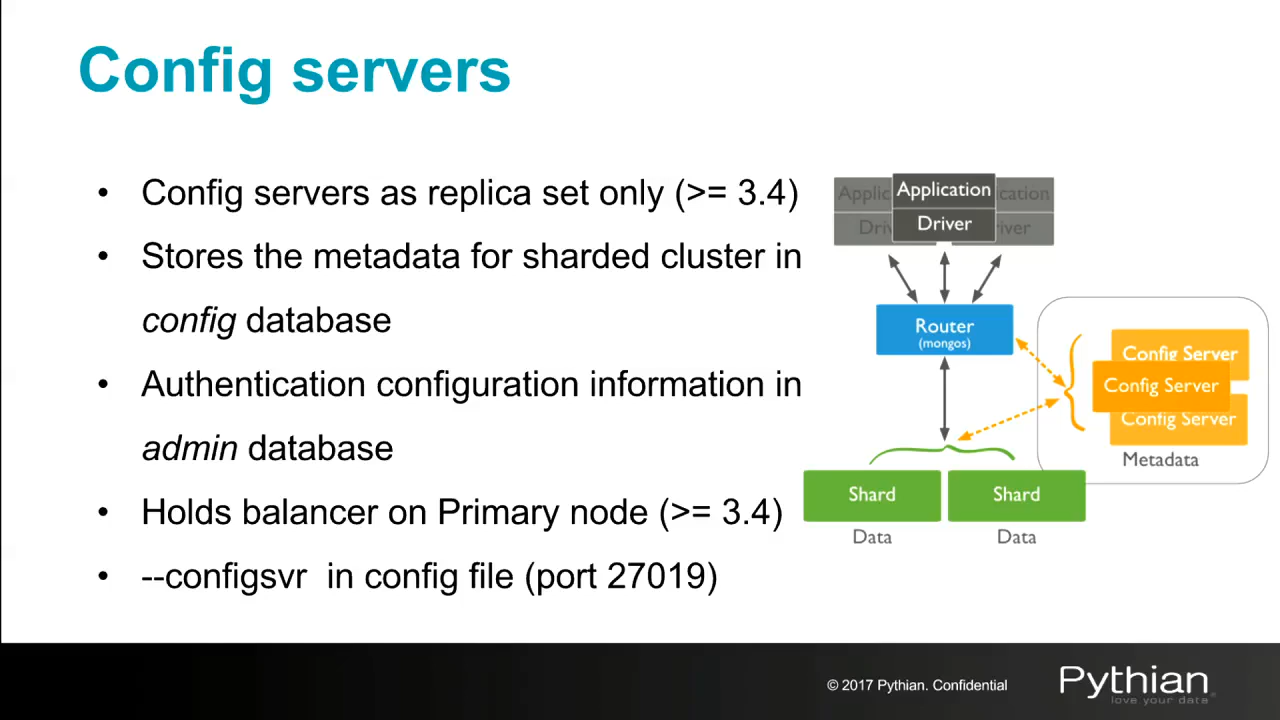 Config servers
• Config servers as replica set only (>= 3.4)
• Stores the metadata for sharded cluster in
config database
• Authentication configuration information in
admin database
• Holds balancer on Primary node (>= 3.4)
• --configsvr in config file (port 27019)
Application
Driver
Router
(mongos)
Config Server
Config Server
Config Server
Metadata
Shard
Shard
Data
Data
© 2017 Pythian. Confidential
Pythian
love your data